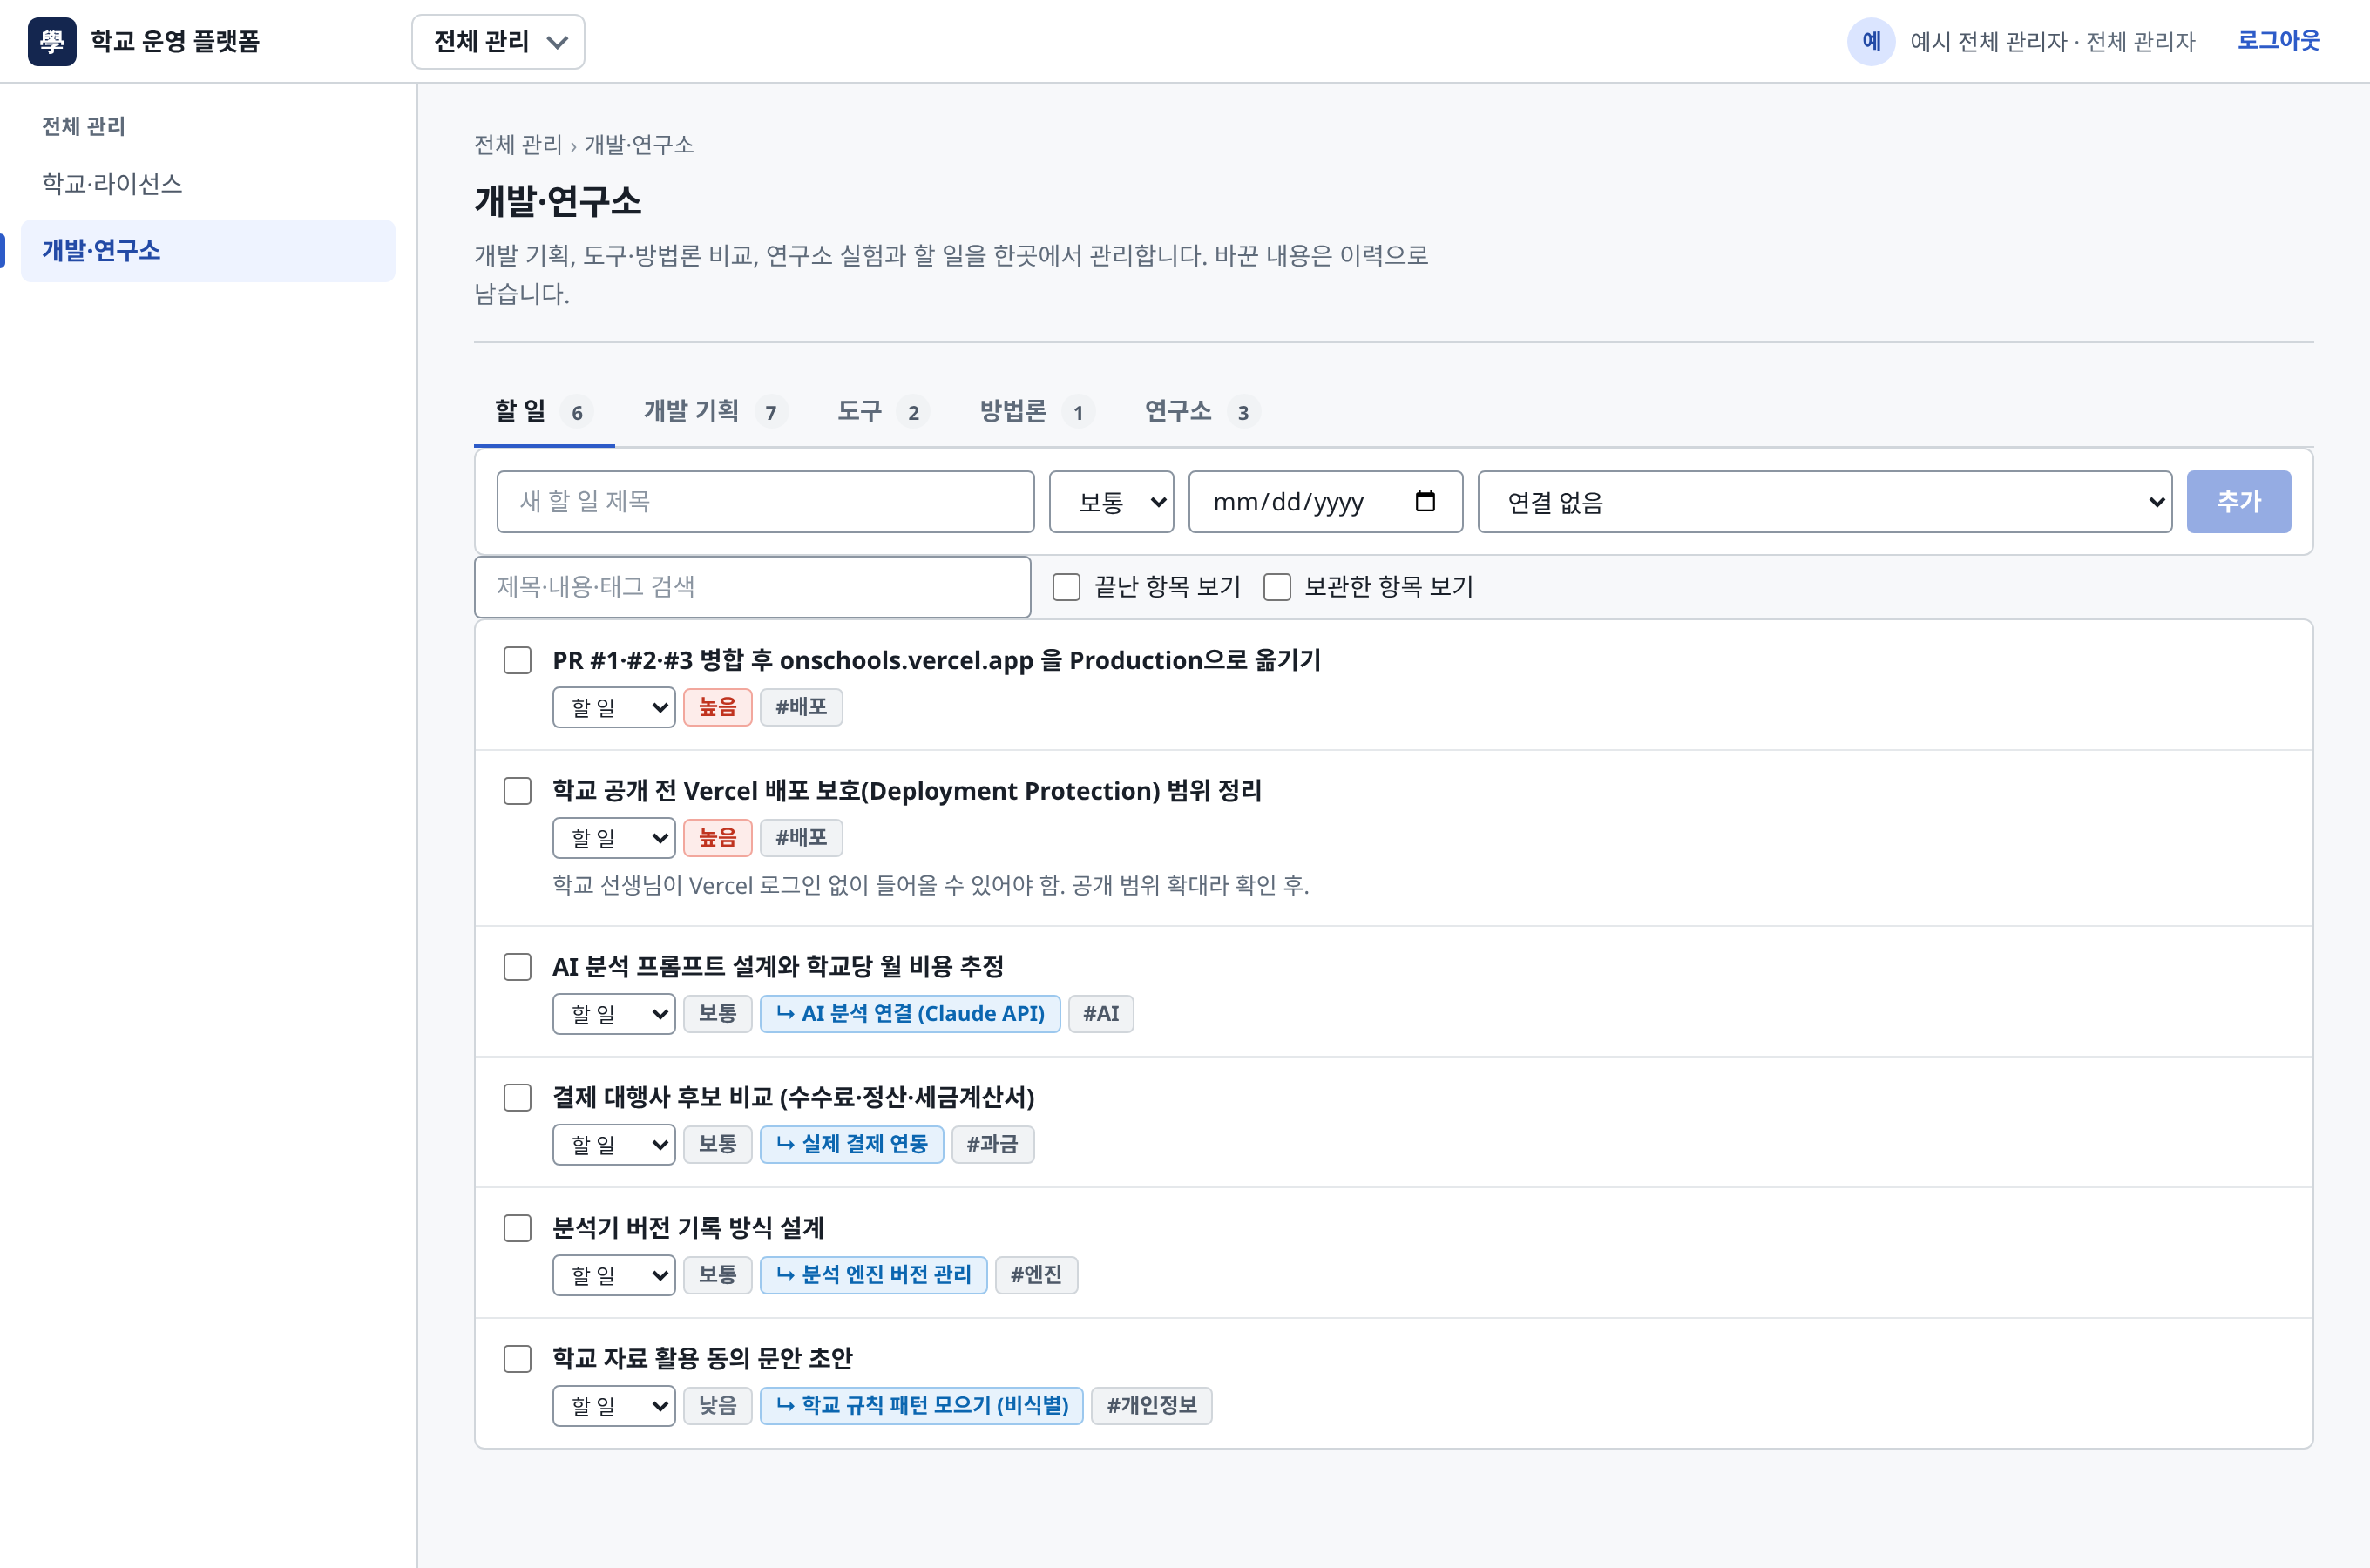 學 학교 운영 플랫폼 전체 관리 예 예시 전체 관리자 · 전체 관리자 로그아웃
전체 관리
학교·라이선스
개발·연구소
전체 관리 › 개발·연구소
개발·연구소
개발 기획, 도구·방법론 비교, 연구소 실험과 할 일을 한곳에서 관리합니다. 바꾼 내용은 이력으로
남습니다.
할 일 6 개발 기획 7 도구 2 방법론 1 연구소 3
새 할 일 제목 보통 mm/dd/yyyy 연결 없음 추가
제목·내용·태그 검색 끝난 항목 보기 보관한 항목 보기
PR #1·#2·#3 병합 후 onschools.vercel.app 을 Production으로 옮기기
할 일 높음 #배포
학교 공개 전 Vercel 배포 보호(Deployment Protection) 범위 정리
할 일 높음 #배포
학교 선생님이 Vercel 로그인 없이 들어올 수 있어야 함. 공개 범위 확대라 확인 후.
AI 분석 프롬프트 설계와 학교당 월 비용 추정
할 일 보통 ↪ AI 분석 연결 (Claude API) #AI
결제 대행사 후보 비교 (수수료·정산·세금계산서)
할 일 보통 ↪ 실제 결제 연동 #과금
분석기 버전 기록 방식 설계
할 일 보통 ↪ 분석 엔진 버전 관리 #엔진
학교 자료 활용 동의 문안 초안
할 일 낮음 ↪ 학교 규칙 패턴 모으기 (비식별) #개인정보